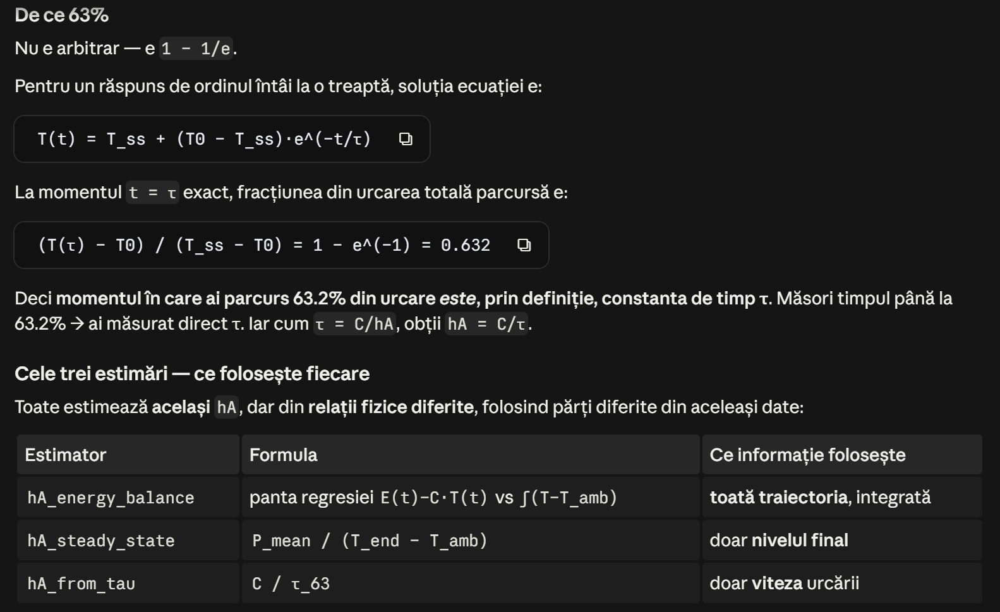 De ce 63%
Nu e arbitrar — e 1 - 1/e.
Pentru un răspuns de ordinul întâi la o treaptă, soluția ecuației e:
T(t) = T_ss + (T0 - T_ss)·e^(-t/τ)
La momentul t = τ exact, fracțiunea din urcarea totală parcursă e:
(T(τ) - T0) / (T_ss - T0) = 1 - e^(-1) = 0.632
Deci momentul în care ai parcurs 63.2% din urcare este, prin definiție, constanta de timp τ. Măsori timpul până la
63.2% → ai măsurat direct τ. Iar cum τ = C/hA, obții hA = C/τ.
Cele trei estimări — ce folosește fiecare
Toate estimează același hA, dar din relații fizice diferite, folosind părți diferite din aceleași date:
Estimator Formula Ce informație folosește
hA_energy_balance panta regresiei E(t)-C·T(t) vs ∫(T-T_amb) toată traiectoria, integrată
hA_steady_state P_mean / (T_end - T_amb) doar nivelul final
hA_from_tau C / τ_63 doar viteza urcării